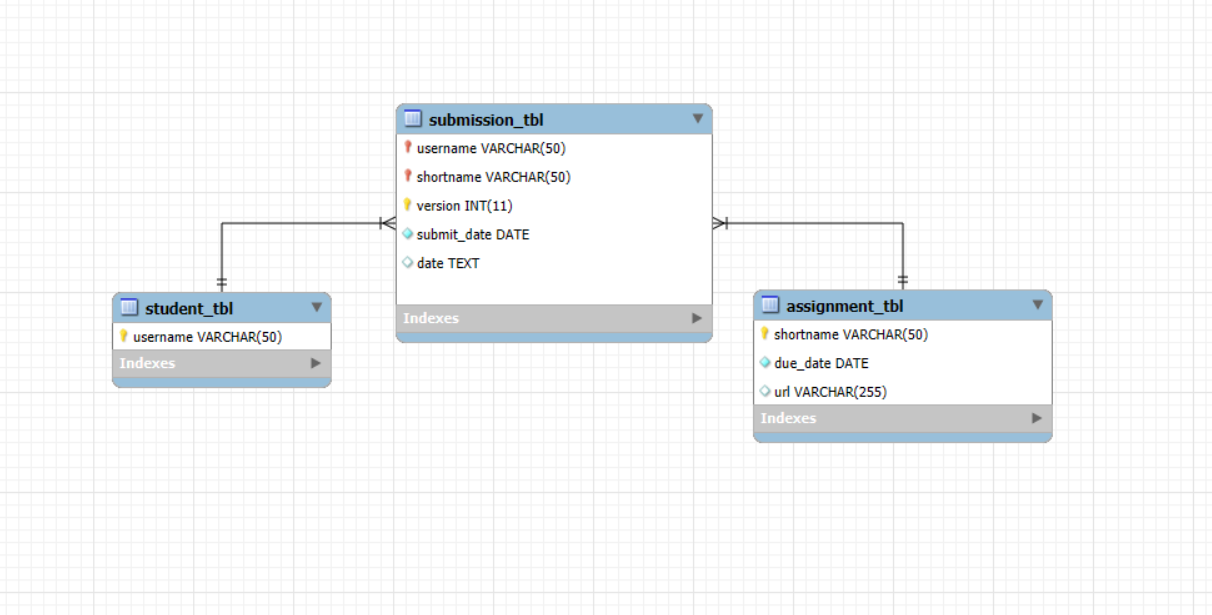 submission_tbl
username VARCHAR(50)
shortname VARCHAR(50)
version INT(11)
submit_date DATE
date TEXT
Indexes
student_tbl
username VARCHAR(50)
Indexes
assignment_tbl
shortname VARCHAR(50)
due_date DATE
url VARCHAR(255)
Indexes